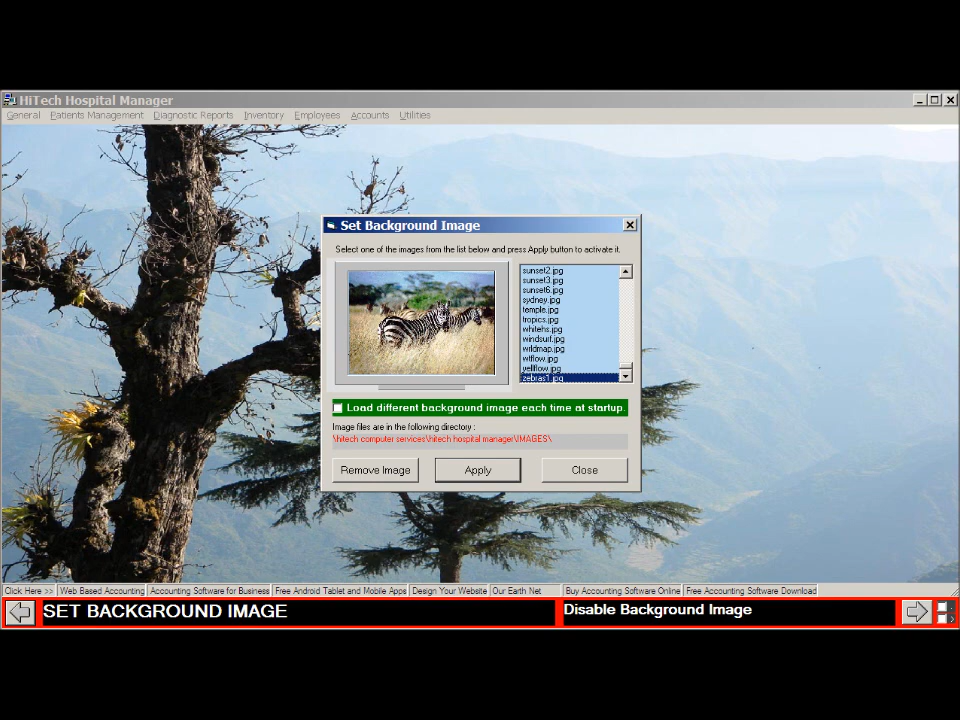 HiTech Hospital Manager
General Patients Management Diagnostic Reports Inventory Employees Accounts Utilities
Set Background Image
Select one of the images from the list below and press Apply button to activate it.
sunset2.jpg
sunset3.jpg
sunset6.jpg
sydney.jpg
temple.jpg
tropics.jpg
whitehs.jpg
windsurf.jpg
wrldmap.jpg
wtflow.jpg
yellflow.jpg
zebras1.jpg
Load different background image each time at startup.
Image files are in the following directory :
\hitech computer services\hitech hospital manager\IMAGES\
Remove Image Apply Close
Click Here >> Web Based Accounting Accounting Software for Business Free Android Tablet and Mobile Apps Design Your Website Our Earth Net Buy Accounting Software Online Free Accounting Software Download
SET BACKGROUND IMAGE Disable Background Image